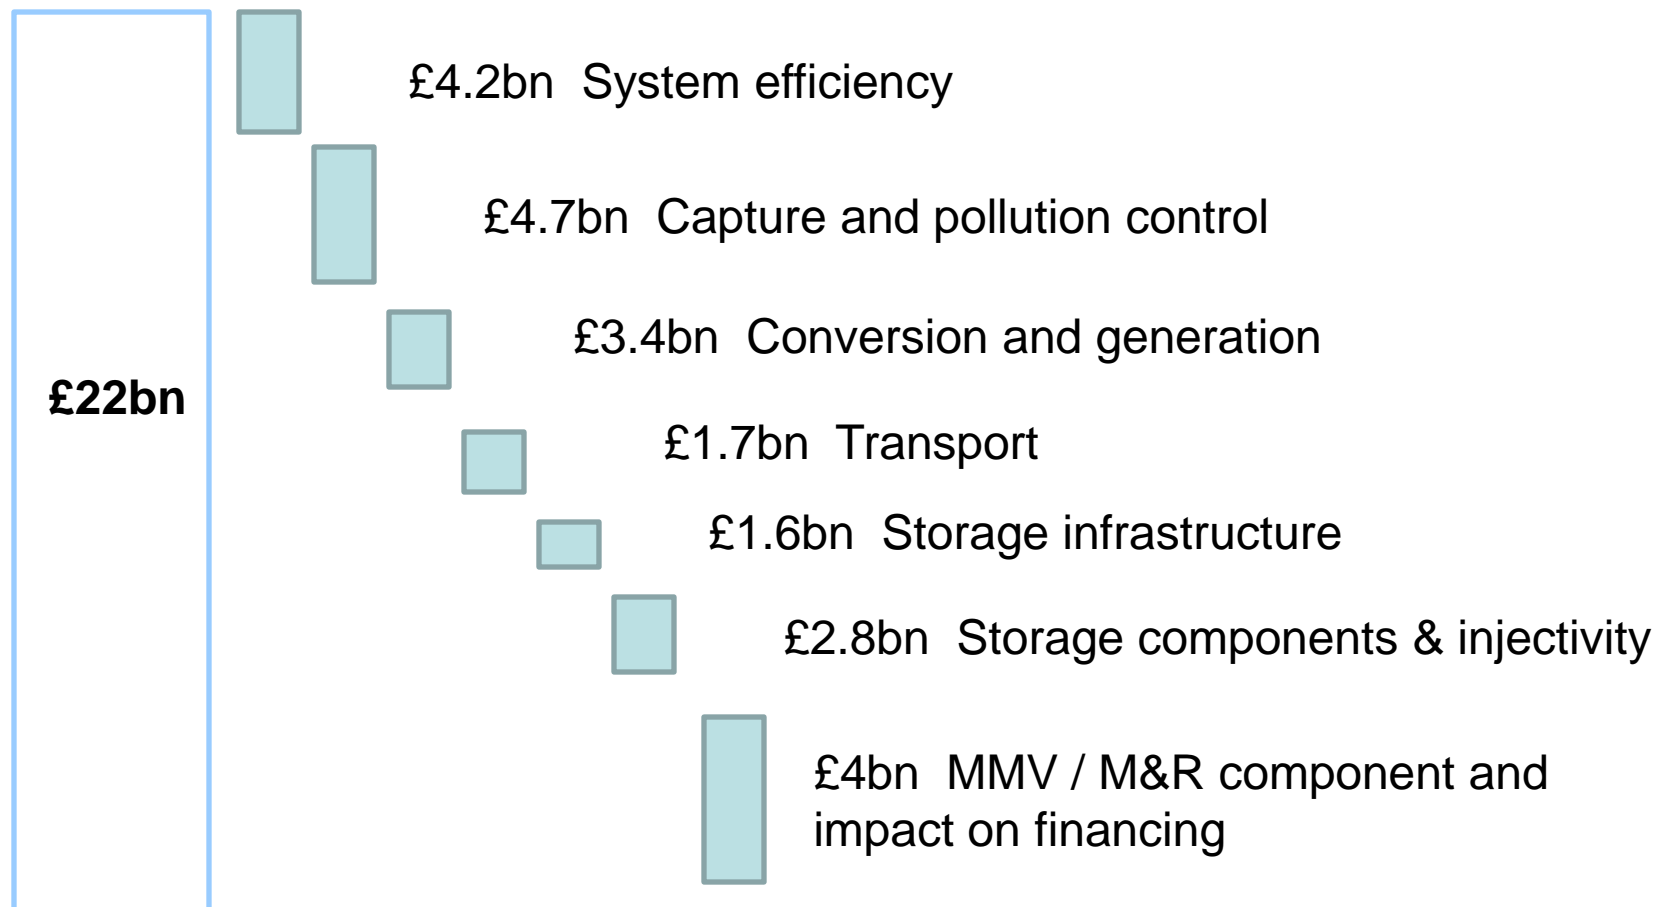 £4.2bn  System efficiency
£4.7bn  Capture and pollution control
£3.4bn  Conversion and generation
£22bn
£1.7bn  Transport
£1.6bn  Storage infrastructure
£2.8bn  Storage components & injectivity
£4bn  MMV / M&R component and
impact on financing